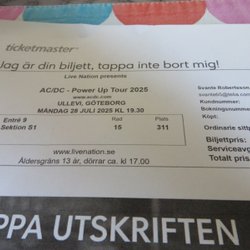 ticketmaster
Jag är din biljett, tappa inte bort mig!
Live Nation presents
AC/DC - Power Up Tour 2025
www.acdc.com
ULLEVI, GÖTEBORG
MÅNDAG 28 JULI 2025 KL 19.30
Entré 9 Rad Plats
Sektion S1 15 311
www.livenation.se
Åldersgräns 13 år, dörrar ca. kl 17.00
Svante Robertsson
Kundnummer:
Bokningsnummer
Köpt:
Ordinarie sittp
Biljettpris:
Serviceavg
Totalt pris:
PPA UTSKRIFTEN